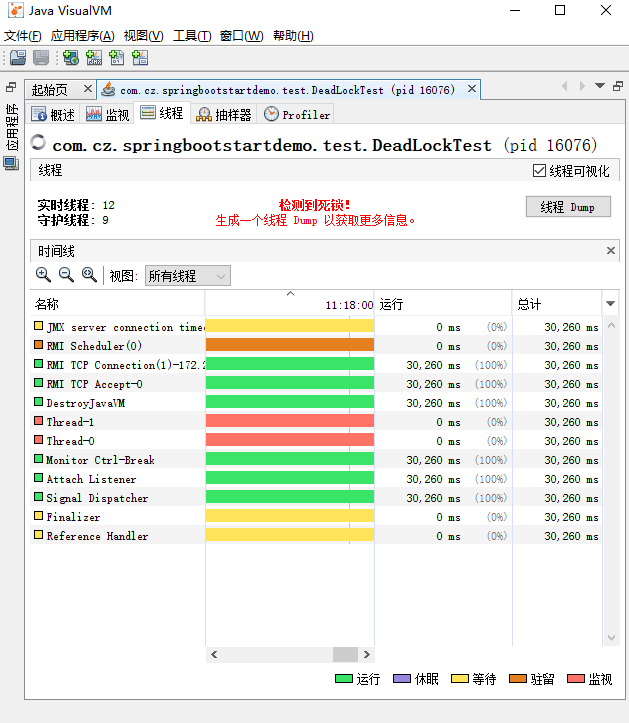 Java VisualVM
文件(F) 应用程序(A) 视图(V) 工具(T) 窗口(W) 帮助(H)
应用程序
起始页 com.cz.springbootstartdemo.test.DeadLockTest (pid 16076)
概述 监视 线程 抽样器 Profiler
com.cz.springbootstartdemo.test.DeadLockTest (pid 16076)
线程 线程可视化
实时线程: 12 检测到死锁! 线程 Dump
守护线程: 9 生成一个线程 Dump 以获取更多信息。
时间线
视图: 所有线程
名称 11:18:00 运行 总计
JMX server connection timeo 0 ms (0%) 30,260 ms
RMI Scheduler(0) 0 ms (0%) 30,260 ms
RMI TCP Connection(1)-172.2 30,260 ms (100%) 30,260 ms
RMI TCP Accept-0 30,260 ms (100%) 30,260 ms
DestroyJavaVM 30,260 ms (100%) 30,260 ms
Thread-1 0 ms (0%) 30,260 ms
Thread-0 0 ms (0%) 30,260 ms
Monitor Ctrl-Break 30,260 ms (100%) 30,260 ms
Attach Listener 30,260 ms (100%) 30,260 ms
Signal Dispatcher 30,260 ms (100%) 30,260 ms
Finalizer 0 ms (0%) 30,260 ms
Reference Handler 0 ms (0%) 30,260 ms
运行 休眠 等待 驻留 监视